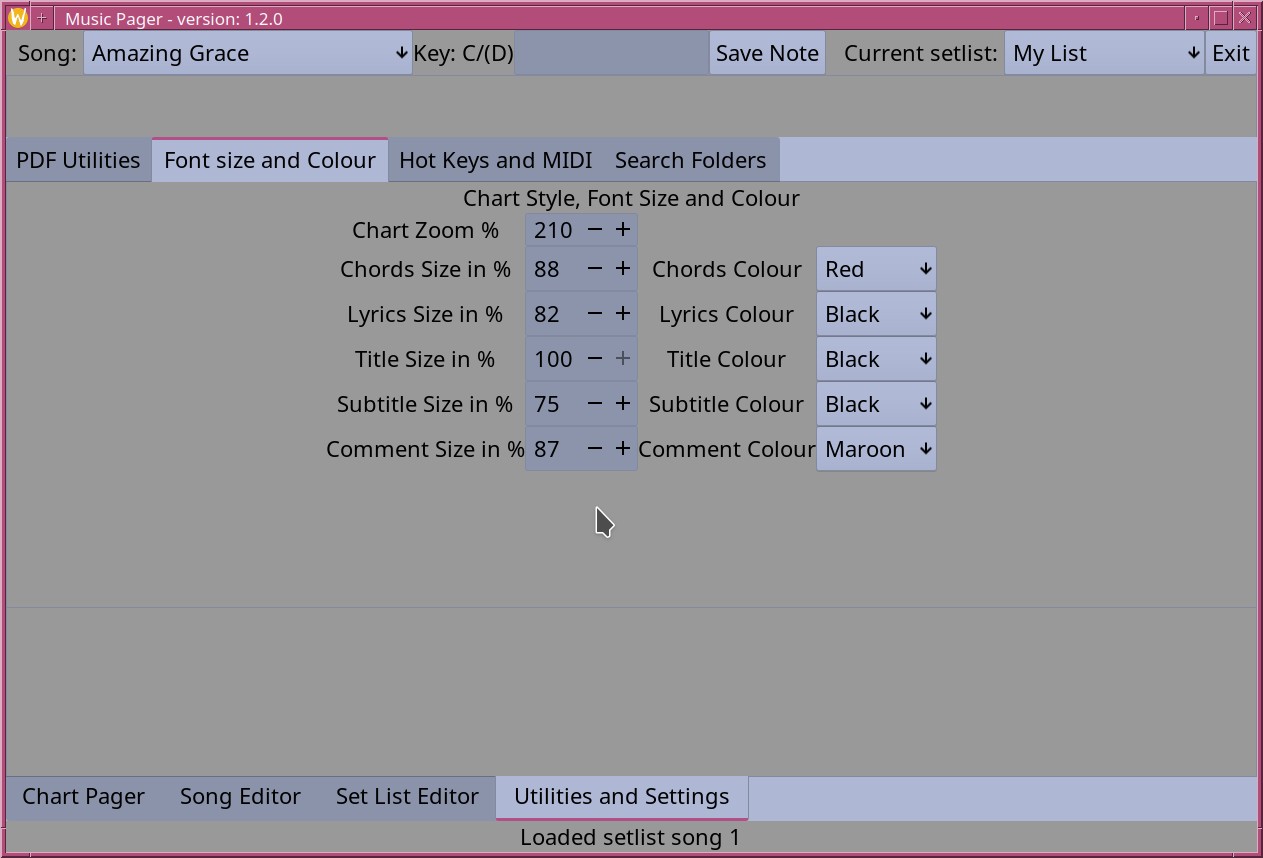 Music Pager - version: 1.2.0
Song: Amazing Grace Key: C/(D) Save Note Current setlist: My List Exit
PDF Utilities Font size and Colour Hot Keys and MIDI Search Folders
Chart Style, Font Size and Colour
Chart Zoom % 210 − +
Chords Size in % 88 − + Chords Colour Red
Lyrics Size in % 82 − + Lyrics Colour Black
Title Size in % 100 − + Title Colour Black
Subtitle Size in % 75 − + Subtitle Colour Black
Comment Size in % 87 − + Comment Colour Maroon
Chart Pager Song Editor Set List Editor Utilities and Settings
Loaded setlist song 1